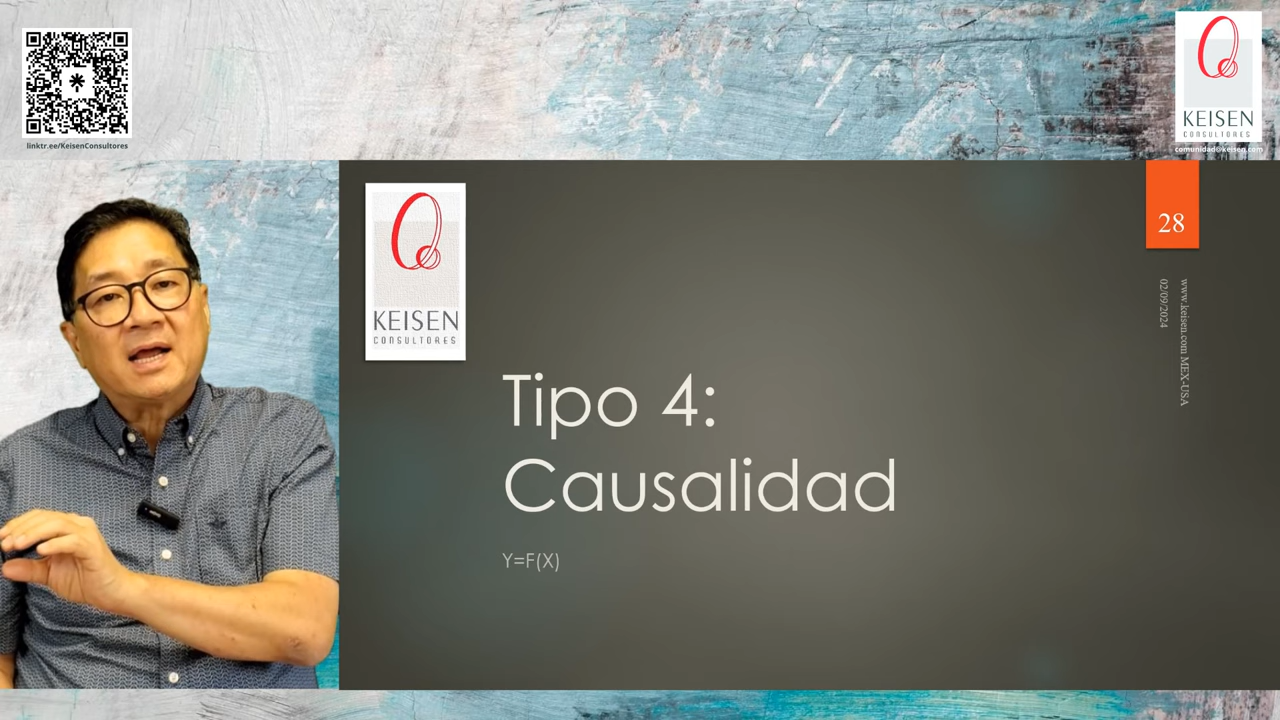 linktr.ee/KeisenConsultores
KEISEN
CONSULTORES
comunidad@keisen.com
KEISEN
CONSULTORES
28
www.keisen.com MEX-USA
02/09/2024
Tipo 4:
Causalidad
Y=F(X)